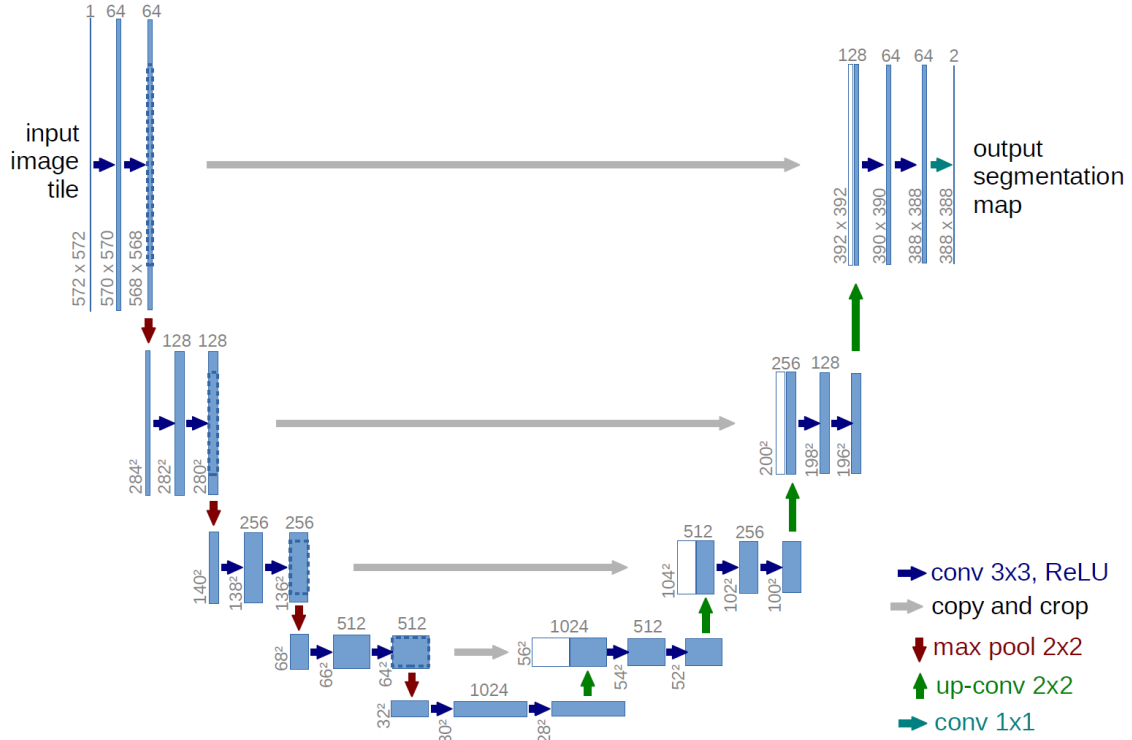 1 64 64
128
64 64 2
input
image
tile
output
segmentation
map
572 x 572
570 x 570
568 x 568
392 x 392
390 x 390
388 x 388
388 x 388
128 128
256 128
284²
282²
280²
200²
198²
196²
256 256
512 256
140²
138²
136²
104²
102²
100²
conv 3x3, ReLU
copy and crop
max pool 2x2
up-conv 2x2
conv 1x1
512 512
1024 512
68²
66²
64²
56²
54²
52²
1024
32²
30²
28²